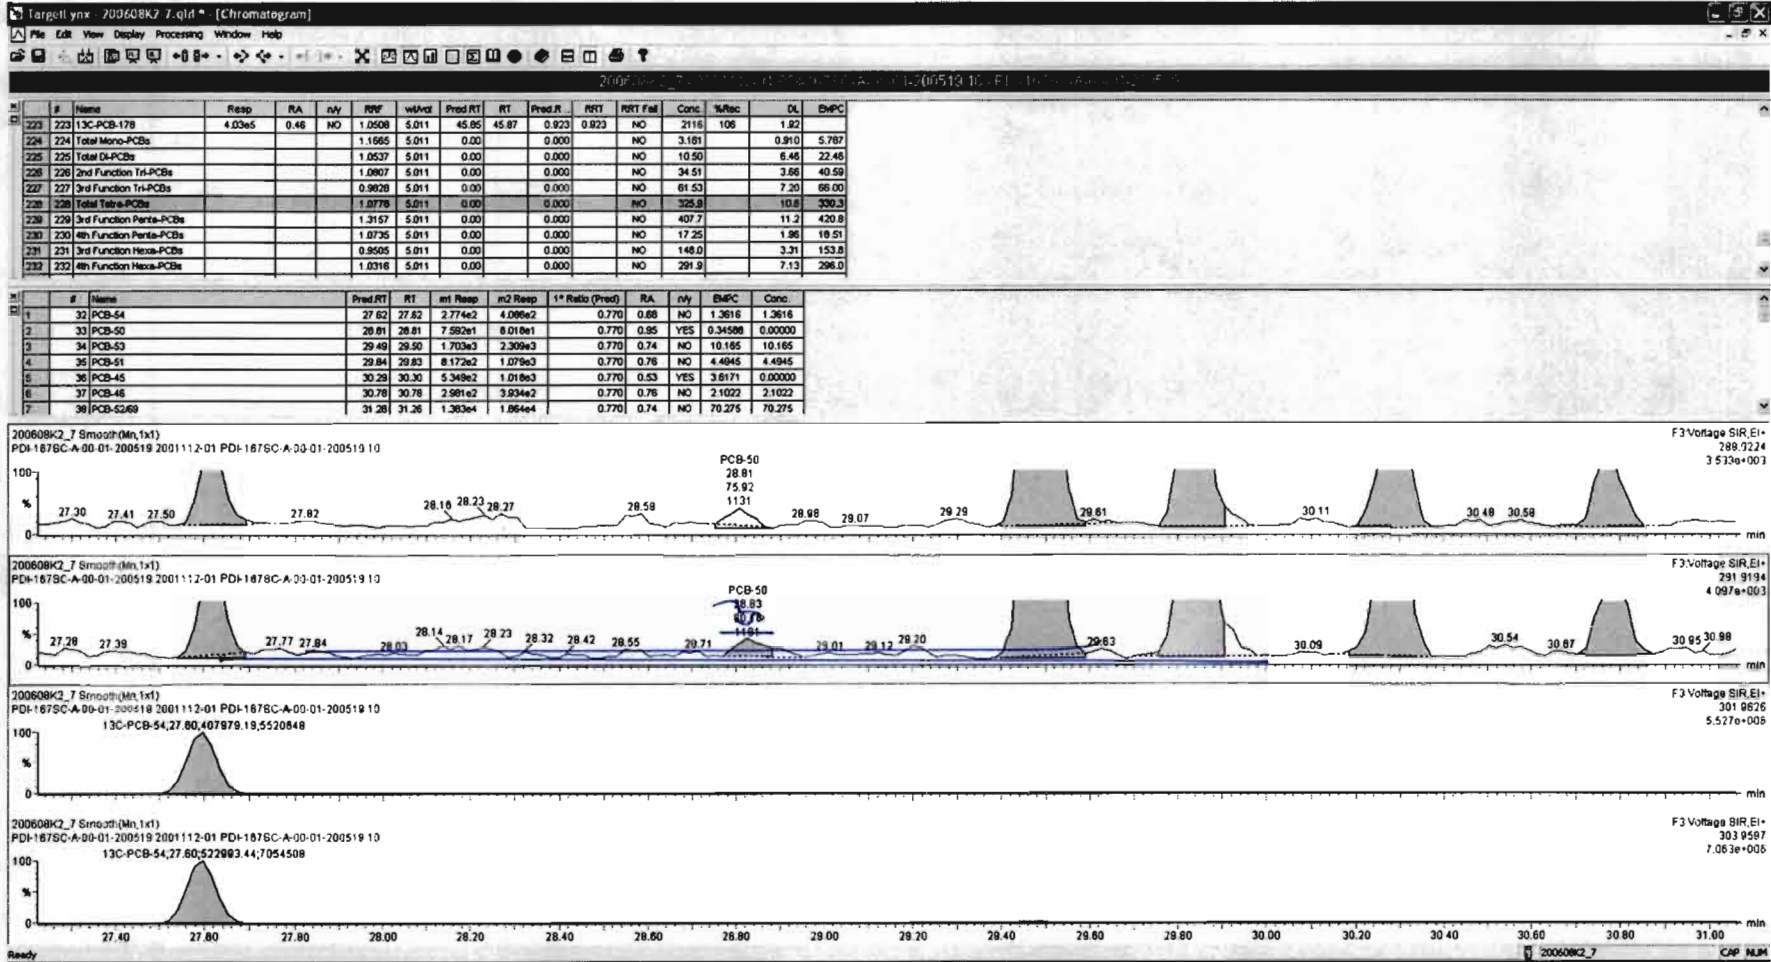 TargetLynx - 200608K2-7.qld * - [Chromatogram]
File Edit View Display Processing Window Help
# Name Resp RA n/y RRF wt/vol Pred.RT RT Pred.R... RRT RRT Fail Conc %Rec DL EMPC
223 223 13C-PCB-178 4.03e5 0.46 NO 1.0508 5.011 45.85 45.87 0.923 0.923 NO 2116 106 1.92
224 224 Total Mono-PCBs 1.1665 5.011 0.00 0.000 NO 3.161 0.910 5.787
225 225 Total Di-PCBs 1.0537 5.011 0.00 0.000 NO 10.50 6.46 22.46
226 226 2nd Function Tri-PCBs 1.0807 5.011 0.00 0.000 NO 34.51 3.66 40.59
227 227 3rd Function Tri-PCBs 0.9828 5.011 0.00 0.000 NO 61.53 7.20 66.00
228 228 Total Tetra-PCBs 1.0778 5.011 0.00 0.000 NO 325.9 10.8 330.3
229 229 3rd Function Penta-PCBs 1.3157 5.011 0.00 0.000 NO 407.7 11.2 420.8
230 230 4th Function Penta-PCBs 1.0735 5.011 0.00 0.000 NO 17.25 1.96 18.51
231 231 3rd Function Hexa-PCBs 0.9505 5.011 0.00 0.000 NO 148.0 3.31 153.8
232 232 4th Function Hexa-PCBs 1.0316 5.011 0.00 0.000 NO 291.9 7.13 296.0
# Name Pred.RT RT m1 Resp m2 Resp 1° Ratio (Pred) RA n/y EMPC Conc.
1 32 PCB-54 27.62 27.62 2.774e2 4.086e2 0.770 0.68 NO 1.3616 1.3616
2 33 PCB-50 28.81 28.81 7.592e1 8.018e1 0.770 0.95 YES 0.34588 0.00000
3 34 PCB-53 29.49 29.50 1.703e3 2.309e3 0.770 0.74 NO 10.165 10.165
4 35 PCB-51 29.84 29.83 8.172e2 1.079e3 0.770 0.76 NO 4.4945 4.4945
5 36 PCB-45 30.29 30.30 5.349e2 1.018e3 0.770 0.53 YES 3.6171 0.00000
6 37 PCB-46 30.78 30.78 2.981e2 3.934e2 0.770 0.76 NO 2.1022 2.1022
7 38 PCB-52/69 31.28 31.26 1.383e4 1.864e4 0.770 0.74 NO 70.275 70.275
200608K2_7 Smooth(Mn,1x1)
PDI-167SC-A-00-01-200519 2001112-01 PDI-167SC-A-00-01-200519 10
F3:Voltage SIR,EI+
289.9224
3.533e+003
PCB-50
28.81
75.92
1131
100
%
0
27.30 27.41 27.50 27.82 28.16 28.23 28.27 28.58 28.98 29.07 29.29 29.61 30.11 30.48 30.58
min
200608K2_7 Smooth(Mn,1x1)
PDI-167SC-A-00-01-200519 2001112-01 PDI-167SC-A-00-01-200519 10
F3:Voltage SIR,EI+
291.9194
4.097e+003
PCB-50
28.83
80.18
1191
100
%
0
27.28 27.39 27.77 27.84 28.03 28.14 28.17 28.23 28.32 28.42 28.55 28.71 29.01 29.12 29.20 29.63 30.09 30.54 30.67 30.95 30.98
min
200608K2_7 Smooth(Mn,1x1)
PDI-167SC-A-00-01-200519 2001112-01 PDI-167SC-A-00-01-200519 10
F3:Voltage SIR,EI+
301.9626
5.527e+006
13C-PCB-54;27.60;407979.19;5520848
100
%
0
min
200608K2_7 Smooth(Mn,1x1)
PDI-167SC-A-00-01-200519 2001112-01 PDI-167SC-A-00-01-200519 10
F3:Voltage SIR,EI+
303.9597
7.063e+006
13C-PCB-54;27.60;522993.44;7054508
100
%
0
min
27.40 27.60 27.80 28.00 28.20 28.40 28.60 28.80 29.00 29.20 29.40 29.60 29.80 30.00 30.20 30.40 30.60 30.80 31.00
Ready 200608K2_7 CAP NUM